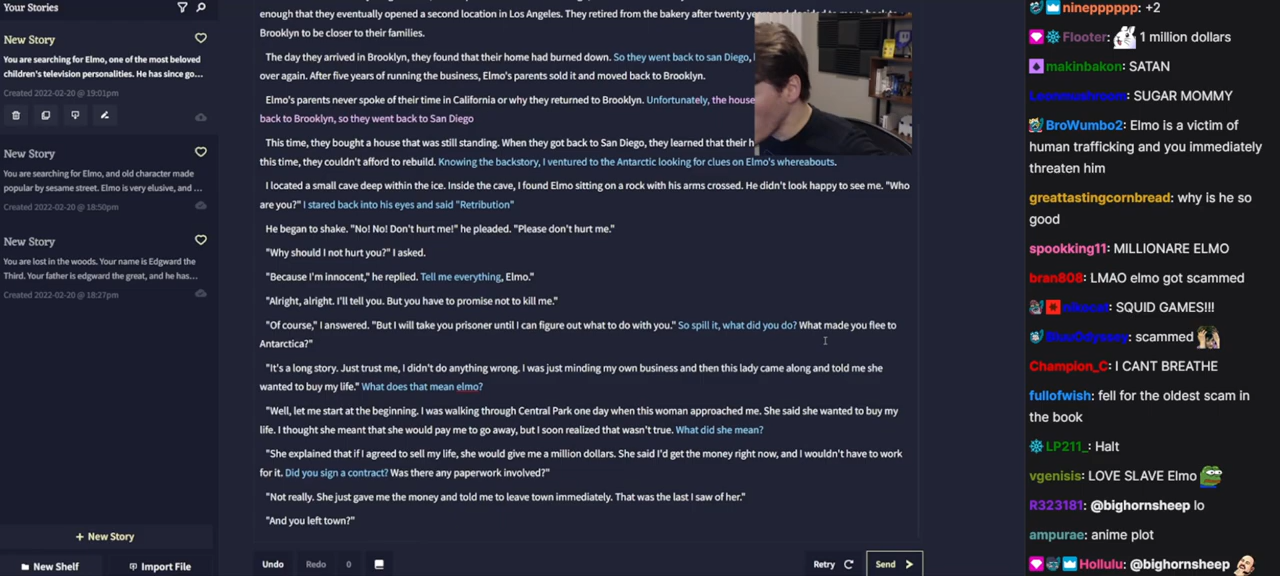 Your Stories
New Story
You are searching for Elmo, one of the most beloved
children's television personalities. He has since go...
Created 2022-02-20 @ 19:01pm
New Story
You are searching for Elmo, and old character made
popular by sesame street. Elmo is very elusive, and ...
Created 2022-02-20 @ 18:50pm
New Story
You are lost in the woods. Your name is Edgward the
Third. Your father is edgward the great, and he has...
Created 2022-02-20 @ 18:27pm
+ New Story
New Shelf
Import File
enough that they eventually opened a second location in Los Angeles. They retired from the bakery after twenty
Brooklyn to be closer to their families.
The day they arrived in Brooklyn, they found that their home had burned down. So they went back to san Diego,
over again. After five years of running the business, Elmo's parents sold it and moved back to Brooklyn.
Elmo's parents never spoke of their time in California or why they returned to Brooklyn. Unfortunately, the house
back to Brooklyn, so they went back to San Diego
This time, they bought a house that was still standing. When they got back to San Diego, they learned that their
this time, they couldn't afford to rebuild. Knowing the backstory, I ventured to the Antarctic looking for clues on Elmo's whereabouts.
I located a small cave deep within the ice. Inside the cave, I found Elmo sitting on a rock with his arms crossed. He didn't look happy to see me. "Who
are you?" I stared back into his eyes and said "Retribution"
He began to shake. "No! No! Don't hurt me!" he pleaded. "Please don't hurt me."
"Why should I not hurt you?" I asked.
"Because I'm innocent," he replied. Tell me everything, Elmo."
"Alright, alright. I'll tell you. But you have to promise not to kill me."
"Of course," I answered. "But I will take you prisoner until I can figure out what to do with you." So spill it, what did you do? What made you flee to
Antarctica?"
"It's a long story. Just trust me, I didn't do anything wrong. I was just minding my own business and then this lady came along and told me she
wanted to buy my life." What does that mean elmo?
"Well, let me start at the beginning. I was walking through Central Park one day when this woman approached me. She said she wanted to buy my
life. I thought she meant that she would pay me to go away, but I soon realized that wasn't true. What did she mean?
"She explained that if I agreed to sell my life, she would give me a million dollars. She said I'd get the money right now, and I wouldn't have to work
for it. Did you sign a contract? Was there any paperwork involved?"
"Not really. She just gave me the money and told me to leave town immediately. That was the last I saw of her."
"And you left town?"
Undo
Redo
0
Retry
Send
ninepppppp: +2
Flooter: 1 million dollars
makinbakon: SATAN
Leonmushroom: SUGAR MOMMY
BroWumbo2: Elmo is a victim of
human trafficking and you immediately
threaten him
greattastingcornbread: why is he so
good
spookking11: MILLIONARE ELMO
bran808: LMAO elmo got scammed
nikocat: SQUID GAMES!!!
BluuOdyssey: scammed
Champion_C: I CANT BREATHE
fullofwish: fell for the oldest scam in
the book
LP211_: Halt
vgenisis: LOVE SLAVE Elmo
R323181: @bighornsheep lo
ampurae: anime plot
Hollulu: @bighornsheep